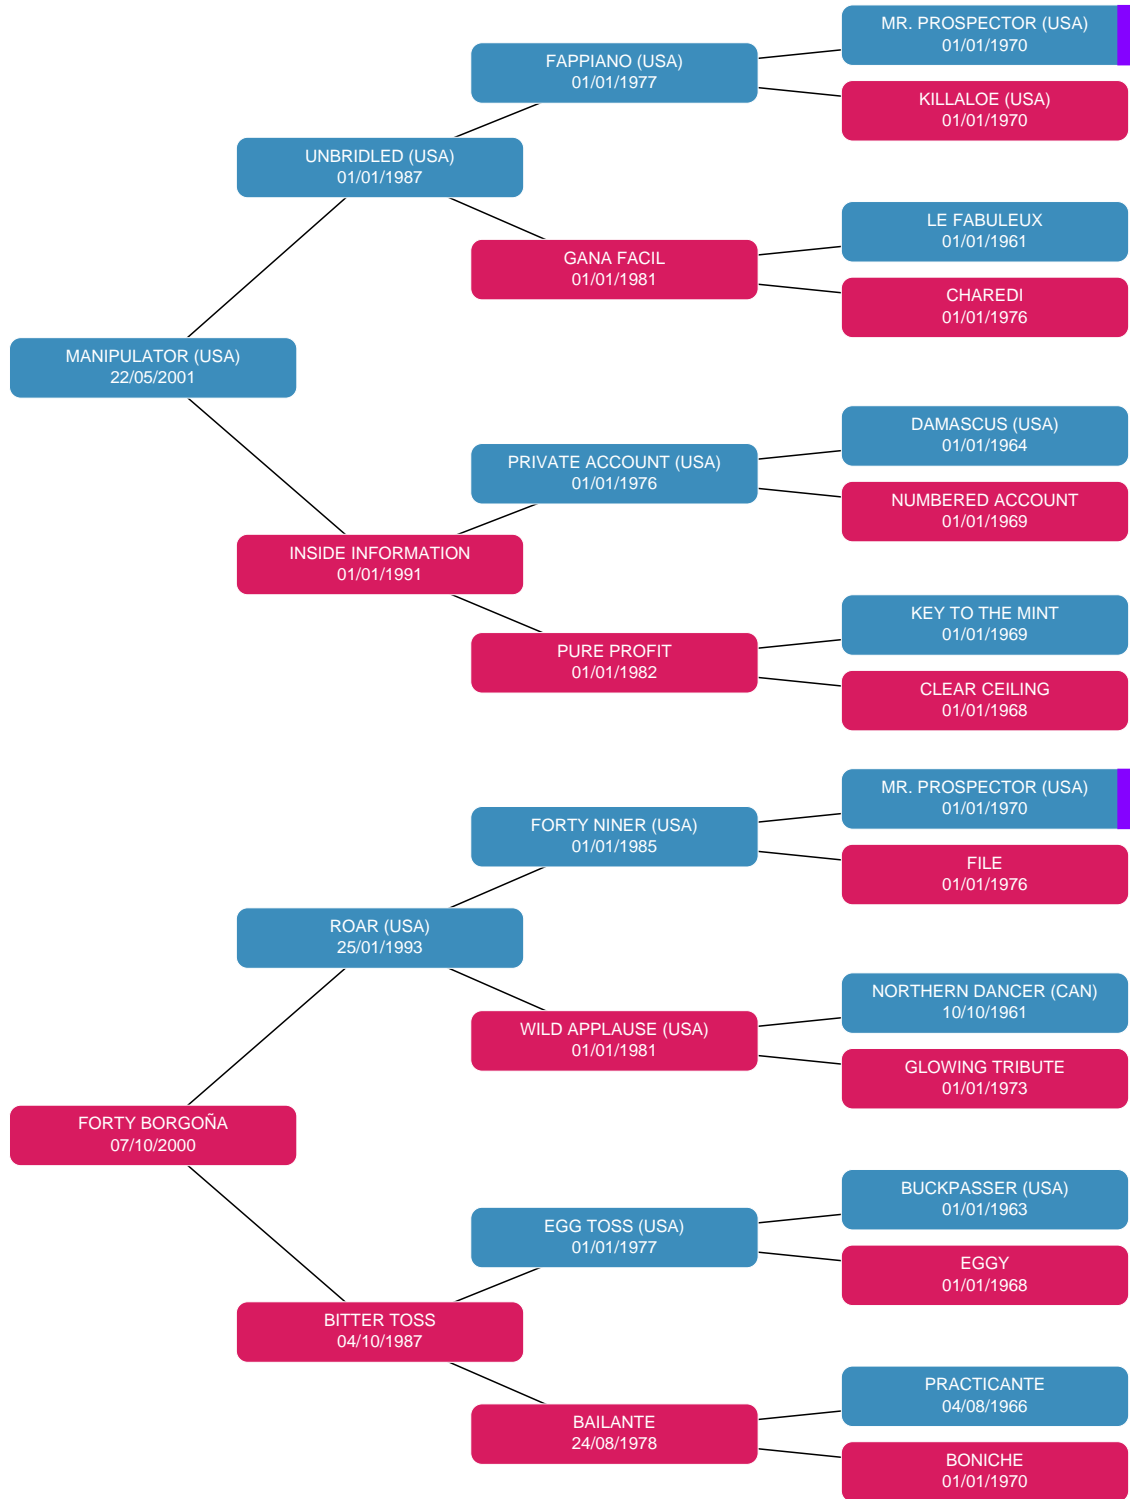 MR. PROSPECTOR (USA)
01/01/1970
FAPPIANO (USA)
01/01/1977
KILLALOE (USA)
01/01/1970
UNBRIDLED (USA)
01/01/1987
LE FABULEUX
01/01/1961
GANA FACIL
01/01/1981
CHAREDI
01/01/1976
MANIPULATOR (USA)
22/05/2001
DAMASCUS (USA)
01/01/1964
PRIVATE ACCOUNT (USA)
01/01/1976
NUMBERED ACCOUNT
01/01/1969
INSIDE INFORMATION
01/01/1991
KEY TO THE MINT
01/01/1969
PURE PROFIT
01/01/1982
CLEAR CEILING
01/01/1968
MR. PROSPECTOR (USA)
01/01/1970
FORTY NINER (USA)
01/01/1985
FILE
01/01/1976
ROAR (USA)
25/01/1993
NORTHERN DANCER (CAN)
10/10/1961
WILD APPLAUSE (USA)
01/01/1981
GLOWING TRIBUTE
01/01/1973
FORTY BORGOÑA
07/10/2000
BUCKPASSER (USA)
01/01/1963
EGG TOSS (USA)
01/01/1977
EGGY
01/01/1968
BITTER TOSS
04/10/1987
PRACTICANTE
04/08/1966
BAILANTE
24/08/1978
BONICHE
01/01/1970